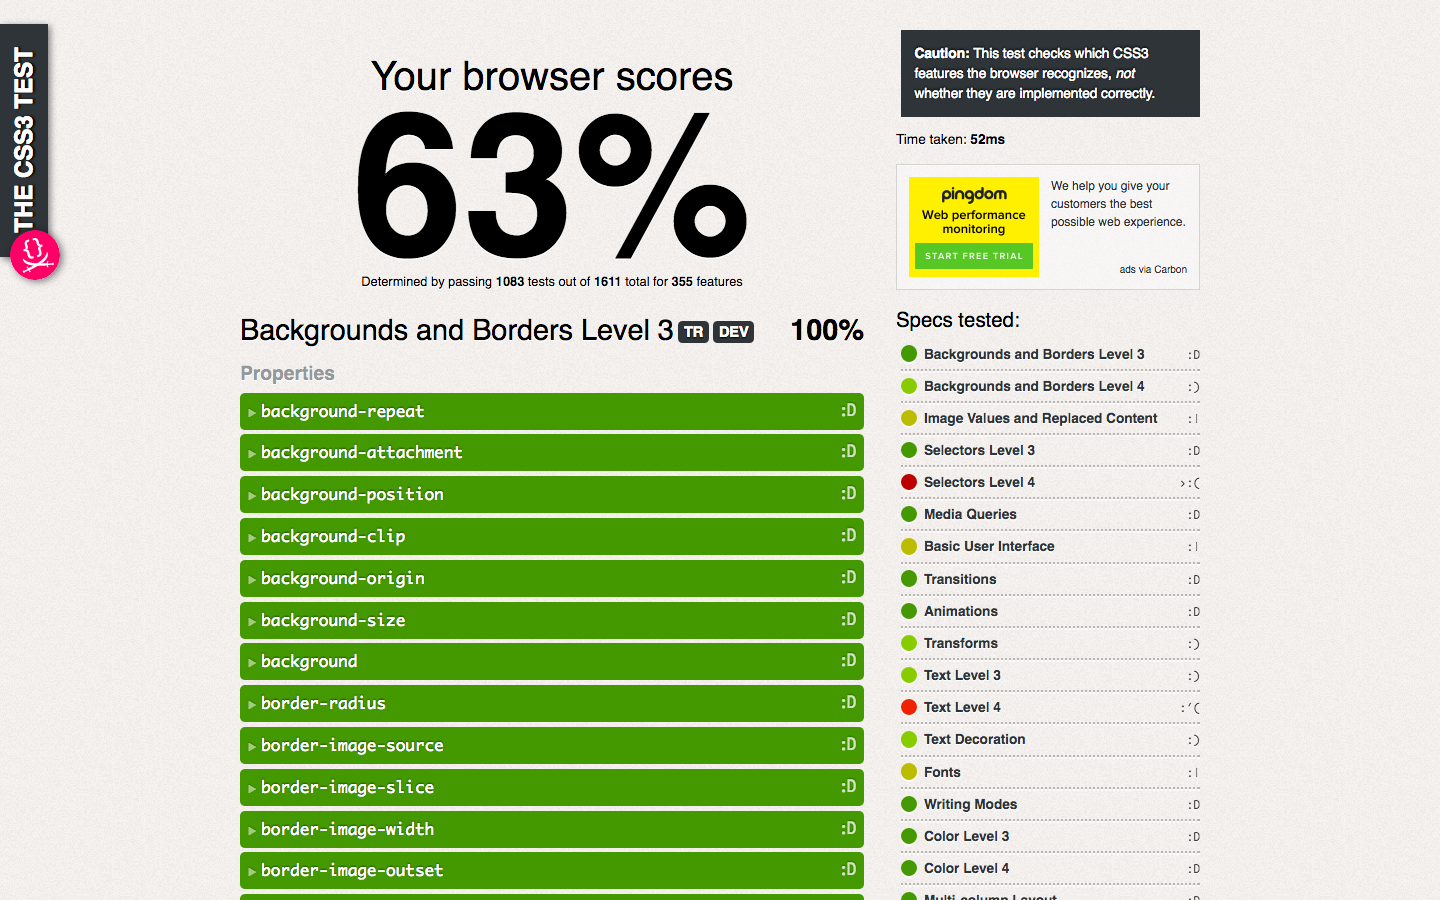 THE CSS3 TEST
Your browser scores
63%
Determined by passing 1083 tests out of 1611 total for 355 features
Backgrounds and Borders Level 3 TR DEV 100%
Properties
▸ background-repeat :D
▸ background-attachment :D
▸ background-position :D
▸ background-clip :D
▸ background-origin :D
▸ background-size :D
▸ background :D
▸ border-radius :D
▸ border-image-source :D
▸ border-image-slice :D
▸ border-image-width :D
▸ border-image-outset :D
Caution: This test checks which CSS3
features the browser recognizes, not
whether they are implemented correctly.
Time taken: 52ms
pingdom
Web performance
monitoring
START FREE TRIAL
We help you give your
customers the best
possible web experience.
ads via Carbon
Specs tested:
Backgrounds and Borders Level 3 :D
Backgrounds and Borders Level 4 :)
Image Values and Replaced Content :|
Selectors Level 3 :D
Selectors Level 4 >:(
Media Queries :D
Basic User Interface :|
Transitions :D
Animations :D
Transforms :)
Text Level 3 :)
Text Level 4 :'(
Text Decoration :)
Fonts :|
Writing Modes :D
Color Level 3 :D
Color Level 4 :D
Multi-column Layout :D